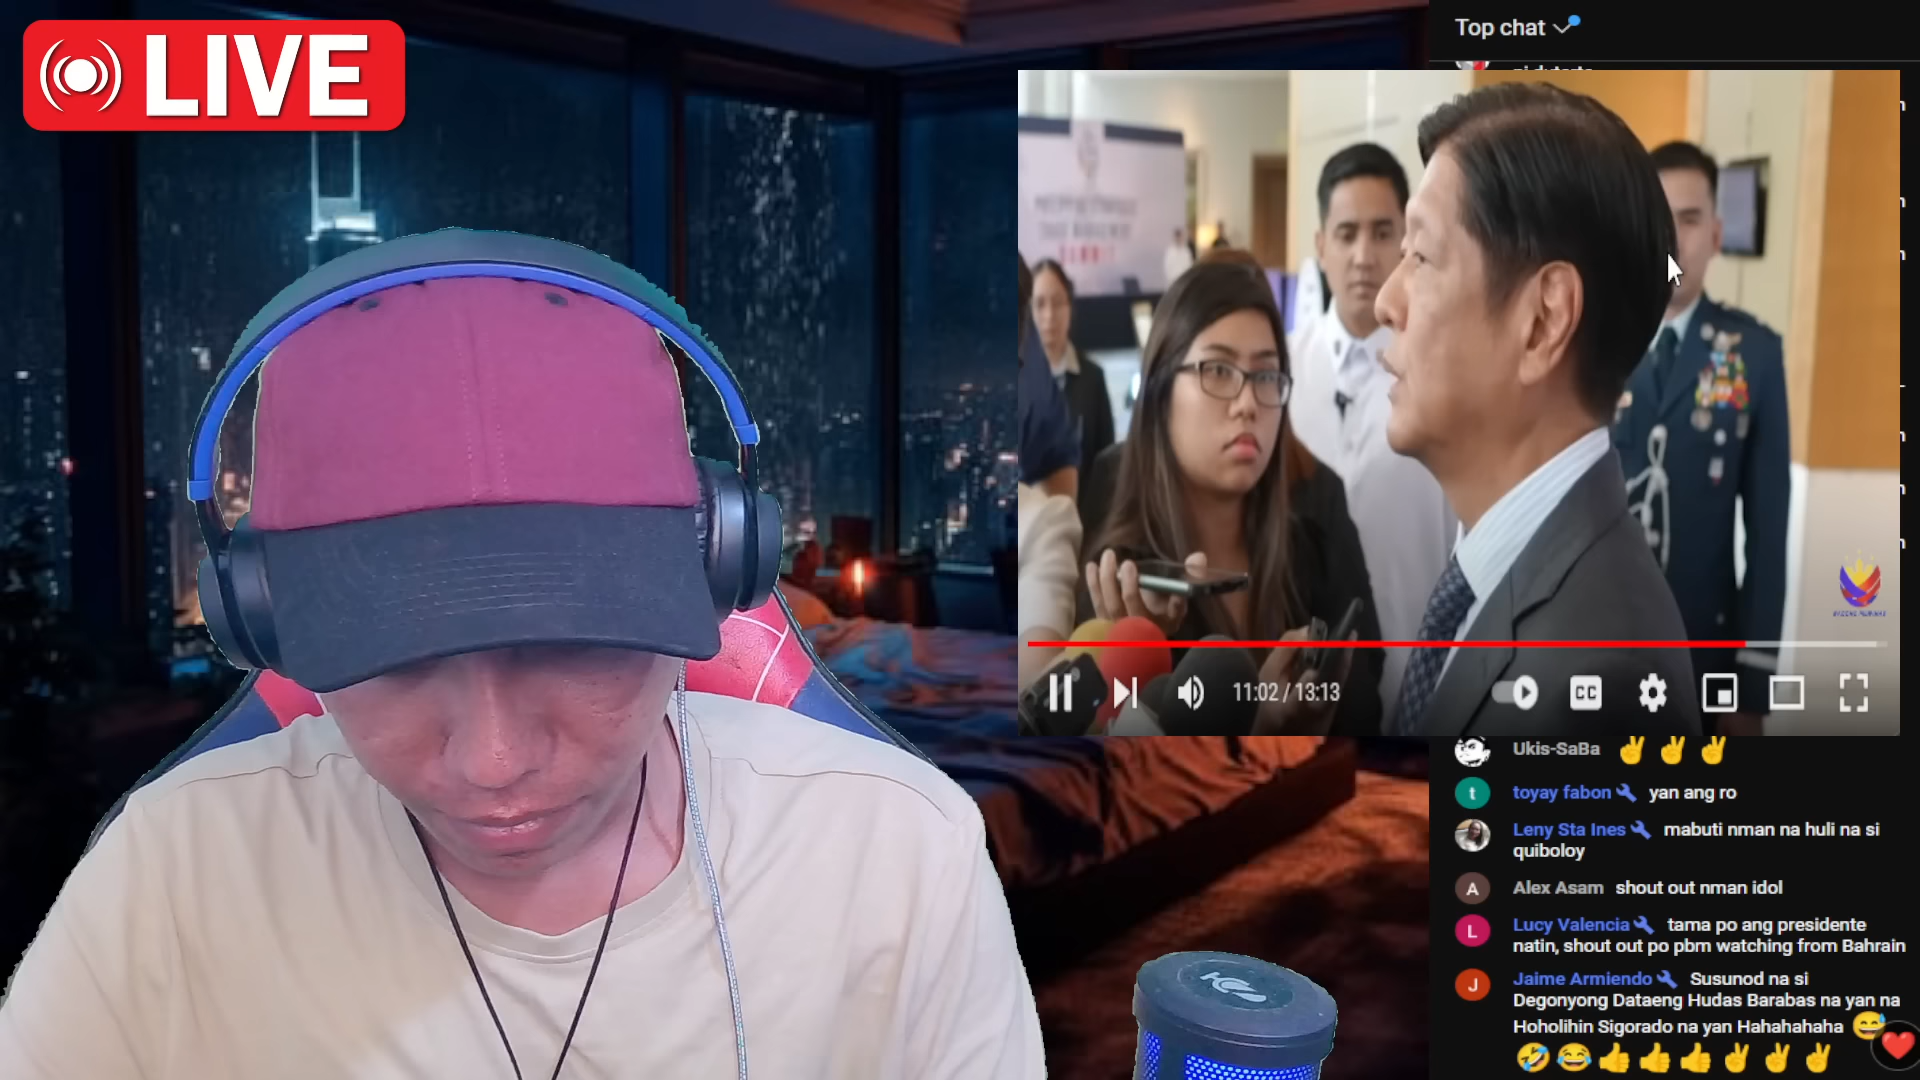 LIVE
Top chat
SUMMIT
11:02 / 13:13
CC
Ukis-SaBa ✌✌✌
t
toyay fabon yan ang ro
Leny Sta Ines mabuti nman na huli na si
quiboloy
A
Alex Asam shout out nman idol
L
Lucy Valencia tama po ang presidente
natin, shout out po pbm watching from Bahrain
J
Jaime Armiendo Susunod na si
Degonyong Dataeng Hudas Barabas na yan na
Hoholihin Sigorado na yan Hahahahaha 😅
🤣😂👍👍👍✌✌✌